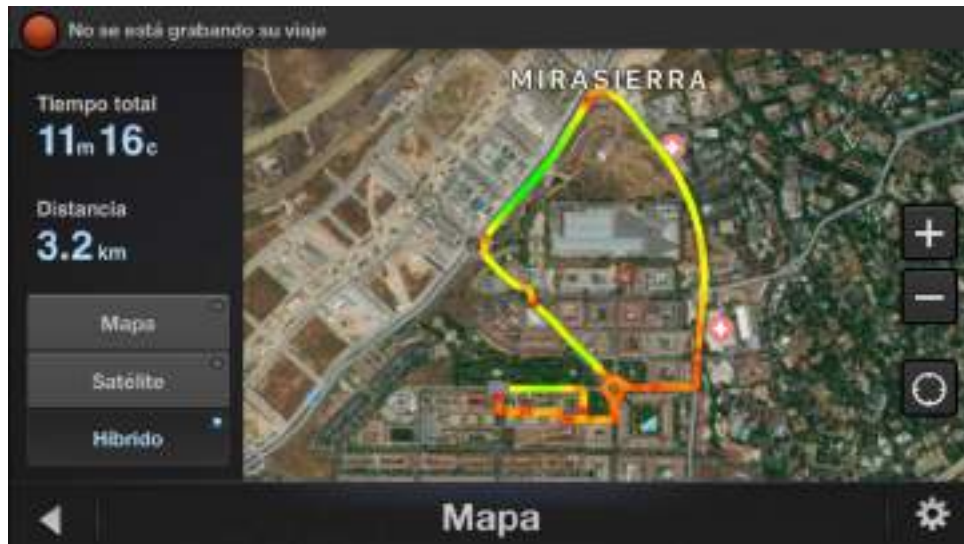 No se está grabando su viaje
MIRASIERRA
Tiempo total
11m 16c
Distancia
3.2 km
Mapa
Satélite
Híbrido
Mapa